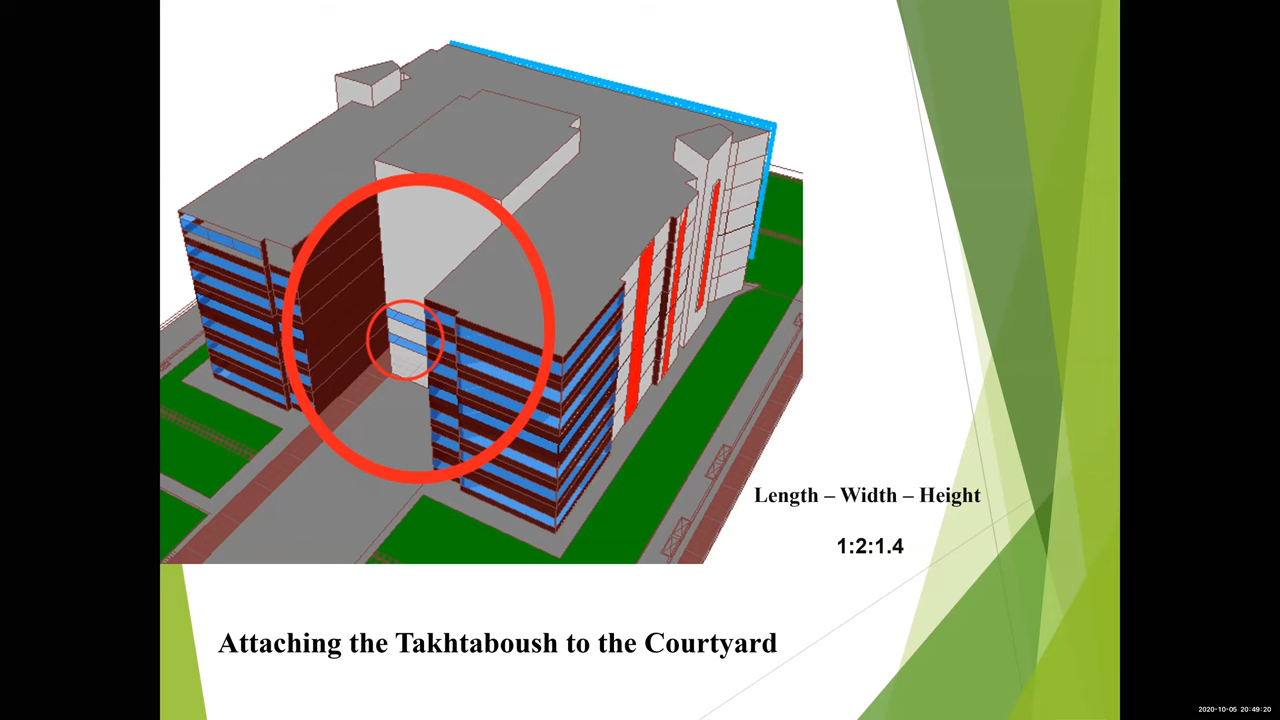 Length – Width – Height
1:2:1.4
Attaching the Takhtaboush to the Courtyard
2020-10-05 20:49:20